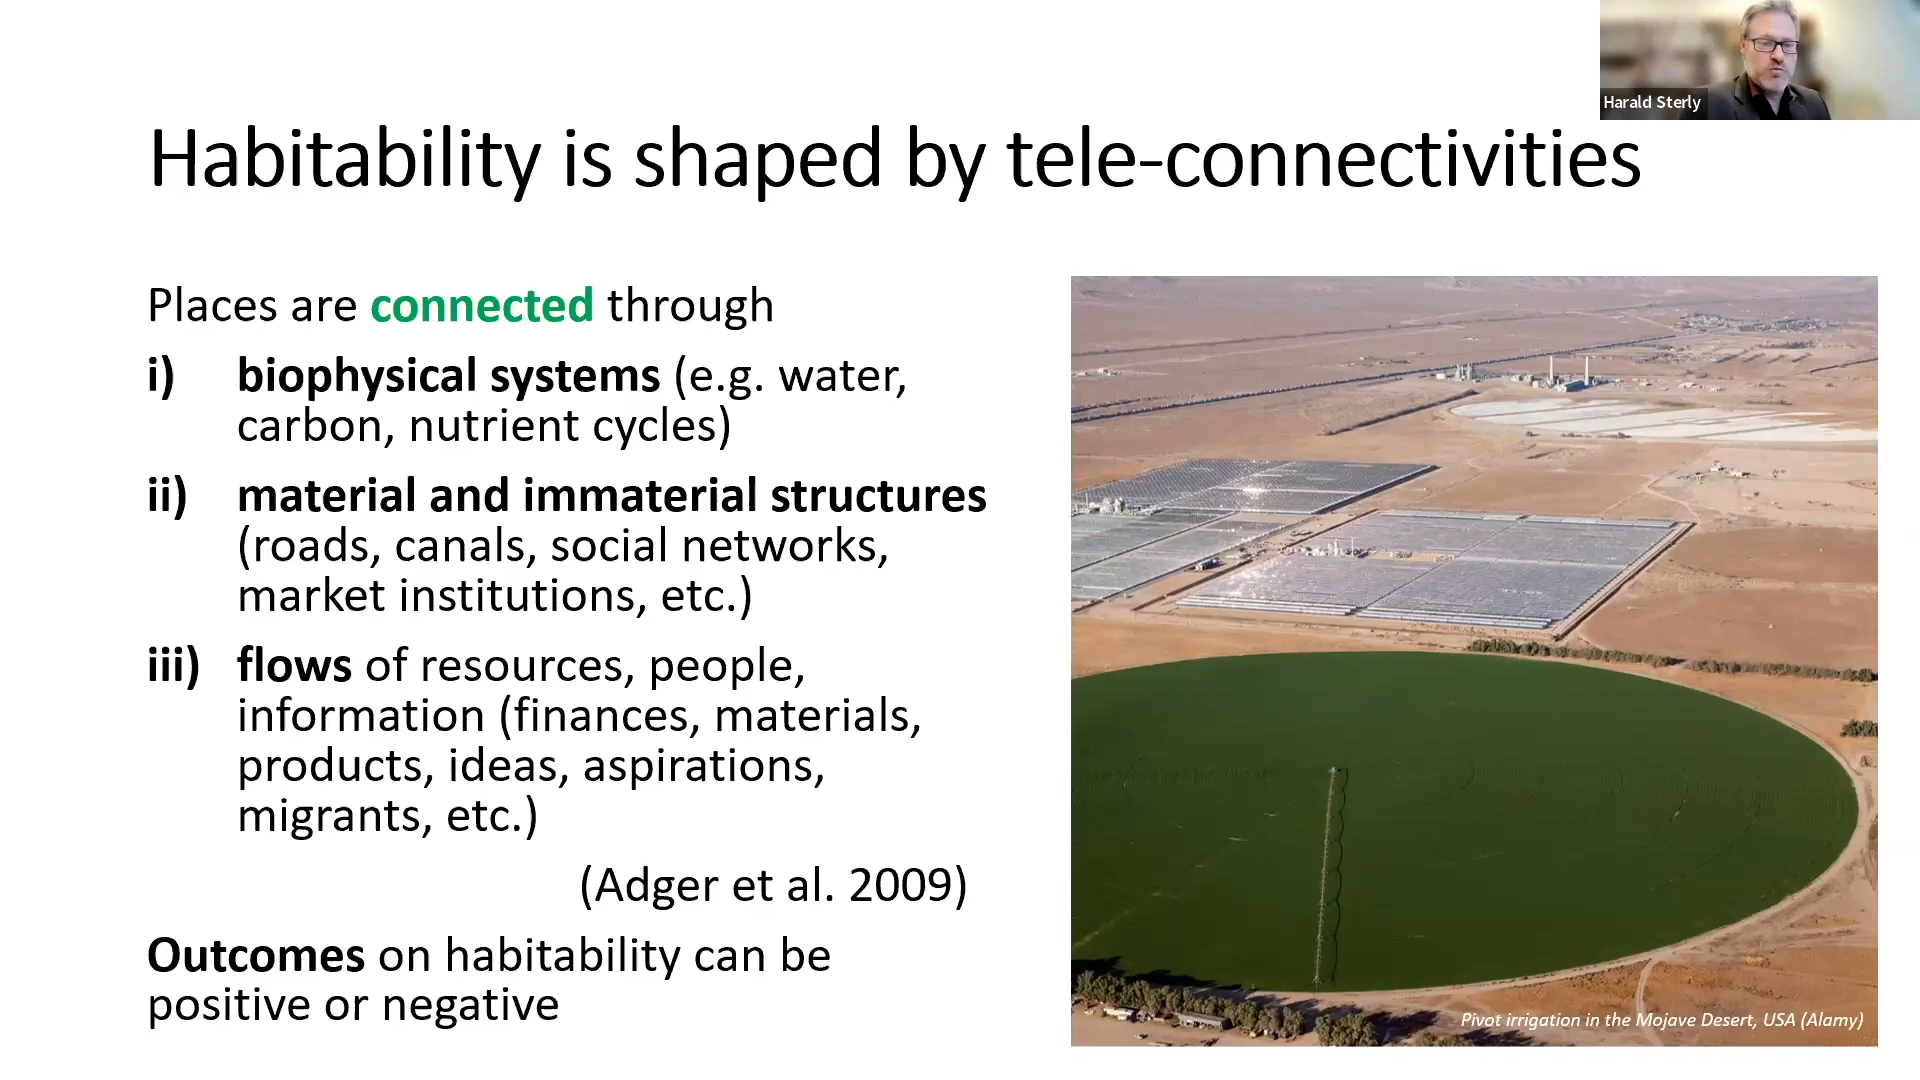 Harald Sterly
Habitability is shaped by tele-connectivities
Places are connected through
i) biophysical systems (e.g. water,
carbon, nutrient cycles)
ii) material and immaterial structures
(roads, canals, social networks,
market institutions, etc.)
iii) flows of resources, people,
information (finances, materials,
products, ideas, aspirations,
migrants, etc.)
(Adger et al. 2009)
Outcomes on habitability can be
positive or negative
Pivot irrigation in the Mojave Desert, USA (Alamy)